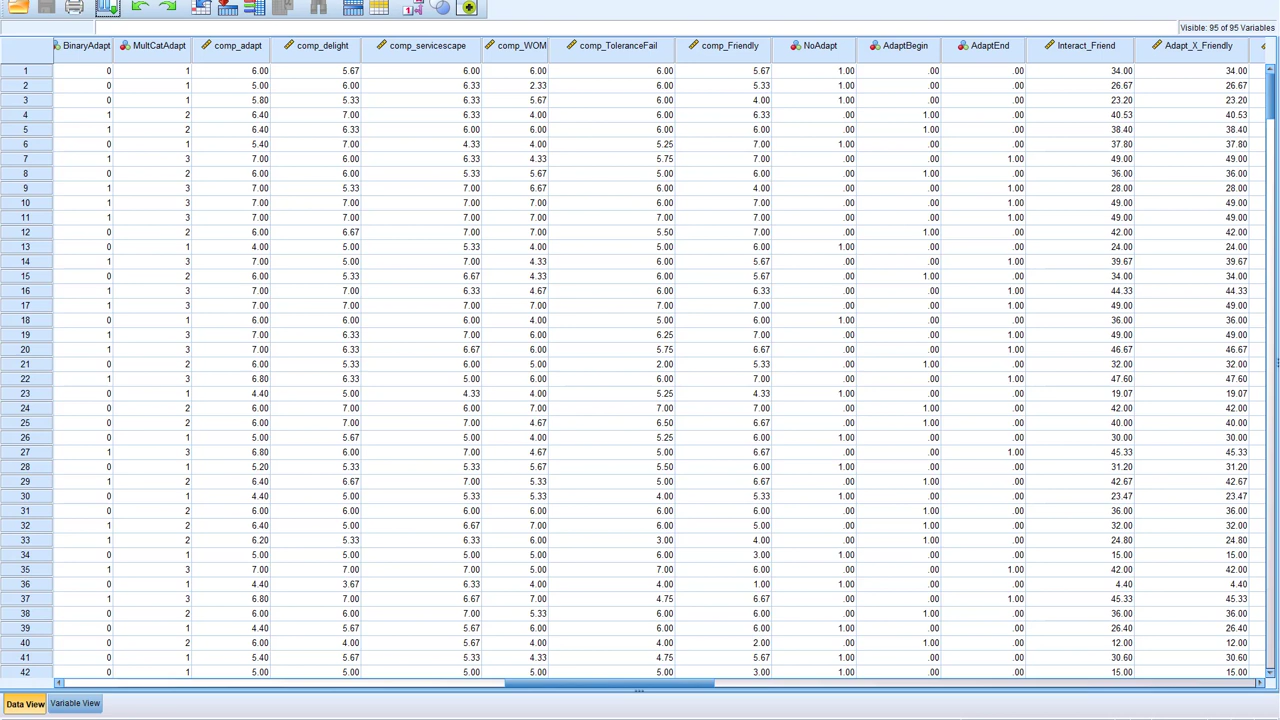 Visible: 95 of 95 Variables
BinaryAdapt MultCatAdapt comp_adapt comp_delight comp_servicescape comp_WOM comp_ToleranceFail comp_Friendly NoAdapt AdaptBegin AdaptEnd Interact_Friend Adapt_X_Friendly
1 0 1 6.00 5.67 6.00 6.00 6.00 5.67 1.00 .00 .00 34.00 34.00
2 0 1 5.00 6.00 6.33 2.33 6.00 5.33 1.00 .00 .00 26.67 26.67
3 0 1 5.80 5.33 6.33 5.67 6.00 4.00 1.00 .00 .00 23.20 23.20
4 1 2 6.40 7.00 6.33 4.00 6.00 6.33 .00 1.00 .00 40.53 40.53
5 1 2 6.40 6.33 6.00 6.00 6.00 6.00 .00 1.00 .00 38.40 38.40
6 0 1 5.40 7.00 4.33 4.00 5.25 7.00 1.00 .00 .00 37.80 37.80
7 1 3 7.00 6.00 6.33 4.33 5.75 7.00 .00 .00 1.00 49.00 49.00
8 0 2 6.00 6.00 5.33 5.67 5.00 6.00 .00 1.00 .00 36.00 36.00
9 1 3 7.00 5.33 7.00 6.67 6.00 4.00 .00 .00 1.00 28.00 28.00
10 1 3 7.00 7.00 7.00 7.00 6.00 7.00 .00 .00 1.00 49.00 49.00
11 1 3 7.00 7.00 7.00 7.00 7.00 7.00 .00 .00 1.00 49.00 49.00
12 0 2 6.00 6.67 7.00 7.00 5.50 7.00 .00 1.00 .00 42.00 42.00
13 0 1 4.00 5.00 5.33 4.00 5.00 6.00 1.00 .00 .00 24.00 24.00
14 1 3 7.00 5.00 7.00 4.33 6.00 5.67 .00 .00 1.00 39.67 39.67
15 0 2 6.00 5.33 6.67 4.33 6.00 5.67 .00 1.00 .00 34.00 34.00
16 1 3 7.00 7.00 6.33 4.67 6.00 6.33 .00 .00 1.00 44.33 44.33
17 1 3 7.00 7.00 7.00 7.00 7.00 7.00 .00 .00 1.00 49.00 49.00
18 0 1 6.00 6.00 6.00 4.00 5.00 6.00 1.00 .00 .00 36.00 36.00
19 1 3 7.00 6.33 7.00 6.00 6.25 7.00 .00 .00 1.00 49.00 49.00
20 1 3 7.00 6.33 6.67 6.00 5.75 6.67 .00 .00 1.00 46.67 46.67
21 0 2 6.00 5.33 6.00 5.00 2.00 5.33 .00 1.00 .00 32.00 32.00
22 1 3 6.80 6.33 5.00 6.00 6.00 7.00 .00 .00 1.00 47.60 47.60
23 0 1 4.40 5.00 4.33 4.00 5.25 4.33 1.00 .00 .00 19.07 19.07
24 0 2 6.00 7.00 6.00 7.00 7.00 7.00 .00 1.00 .00 42.00 42.00
25 0 2 6.00 7.00 7.00 4.67 6.50 6.67 .00 1.00 .00 40.00 40.00
26 0 1 5.00 5.67 5.00 4.00 5.25 6.00 1.00 .00 .00 30.00 30.00
27 1 3 6.80 6.00 7.00 4.67 5.00 6.67 .00 .00 1.00 45.33 45.33
28 0 1 5.20 5.33 5.33 5.67 5.50 6.00 1.00 .00 .00 31.20 31.20
29 1 2 6.40 6.67 7.00 5.33 5.00 6.67 .00 1.00 .00 42.67 42.67
30 0 1 4.40 5.00 5.33 5.33 4.00 5.33 1.00 .00 .00 23.47 23.47
31 0 2 6.00 6.00 6.00 6.00 6.00 6.00 .00 1.00 .00 36.00 36.00
32 1 2 6.40 5.00 6.67 7.00 6.00 5.00 .00 1.00 .00 32.00 32.00
33 1 2 6.20 5.33 6.33 6.00 3.00 4.00 .00 1.00 .00 24.80 24.80
34 0 1 5.00 5.00 5.00 5.00 6.00 3.00 1.00 .00 .00 15.00 15.00
35 1 3 7.00 5.00 7.00 5.00 7.00 6.00 .00 .00 1.00 42.00 42.00
36 0 1 4.40 3.67 6.33 4.00 4.00 1.00 1.00 .00 .00 4.40 4.40
37 1 3 6.80 7.00 6.67 7.00 4.75 6.67 .00 .00 1.00 45.33 45.33
38 0 2 6.00 6.00 7.00 5.33 6.00 6.00 .00 1.00 .00 36.00 36.00
39 0 1 4.40 5.67 5.67 6.00 6.00 6.00 1.00 .00 .00 26.40 26.40
40 0 2 6.00 4.00 5.67 4.00 4.00 2.00 .00 1.00 .00 12.00 12.00
41 0 1 5.40 5.67 5.33 4.33 4.75 5.67 1.00 .00 .00 30.60 30.60
42 0 1 5.00 5.00 5.00 5.00 5.00 3.00 1.00 .00 .00 15.00 15.00
Data View Variable View